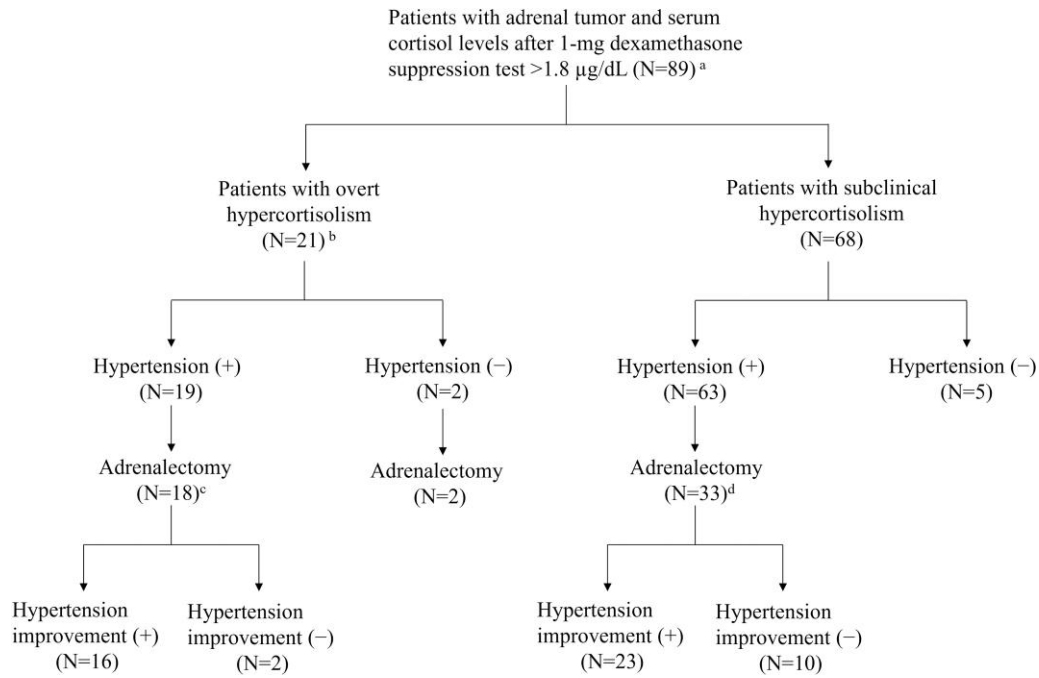 Patients with adrenal tumor and serum
cortisol levels after 1-mg dexamethasone
suppression test >1.8 µg/dL (N=89) a
Patients with overt
hypercortisolism
(N=21) b
Patients with subclinical
hypercortisolism
(N=68)
Hypertension (+)
(N=19)
Hypertension (−)
(N=2)
Hypertension (+)
(N=63)
Hypertension (−)
(N=5)
Adrenalectomy
(N=18)c
Adrenalectomy
(N=2)
Adrenalectomy
(N=33)d
Hypertension
improvement (+)
(N=16)
Hypertension
improvement (−)
(N=2)
Hypertension
improvement (+)
(N=23)
Hypertension
improvement (−)
(N=10)